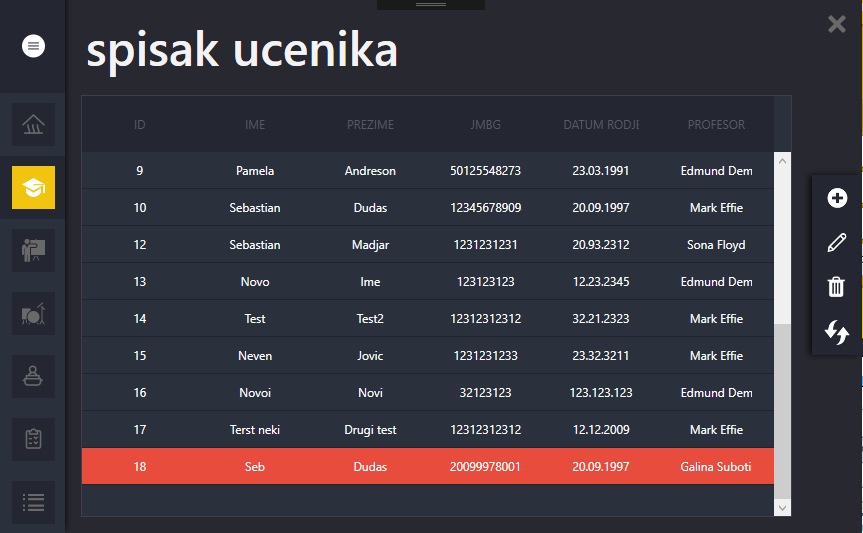 spisak ucenika
ID IME PREZIME JMBG DATUM RODJI PROFESOR
9 Pamela Andreson 50125548273 23.03.1991 Edmund Dem
10 Sebastian Dudas 12345678909 20.09.1997 Mark Effie
12 Sebastian Madjar 1231231231 20.93.2312 Sona Floyd
13 Novo Ime 123123123 12.23.2345 Edmund Dem
14 Test Test2 12312312312 32.21.2323 Mark Effie
15 Neven Jovic 1231231233 23.32.3211 Mark Effie
16 Novoi Novi 32123123 123.123.123 Edmund Dem
17 Terst neki Drugi test 12312312312 12.12.2009 Mark Effie
18 Seb Dudas 20099978001 20.09.1997 Galina Suboti